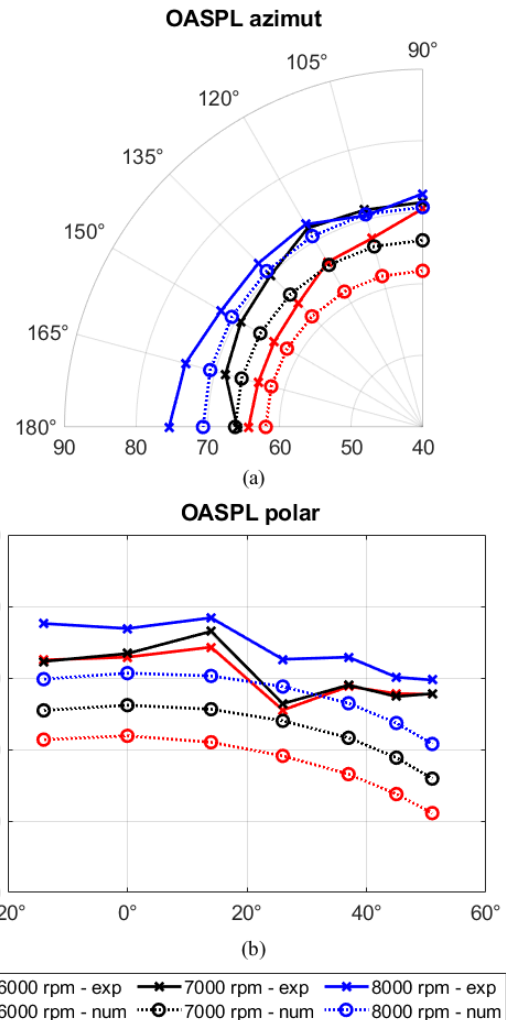 OASPL azimut
90°
105°
120°
135°
150°
165°
180°
90 80 70 60 50 40
(a)
OASPL polar
20° 0° 20° 40° 60°
(b)
6000 rpm - exp 7000 rpm - exp 8000 rpm - exp
6000 rpm - num 7000 rpm - num 8000 rpm - num